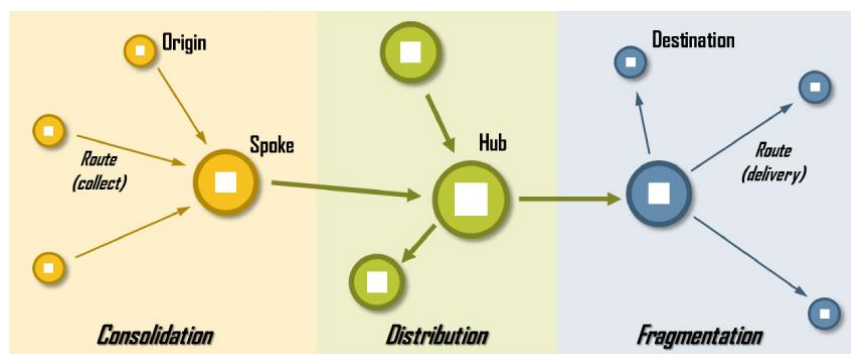 Origin
Destination
Spoke
Hub
Route
(collect)
Route
(delivery)
Consolidation
Distribution
Fragmentation